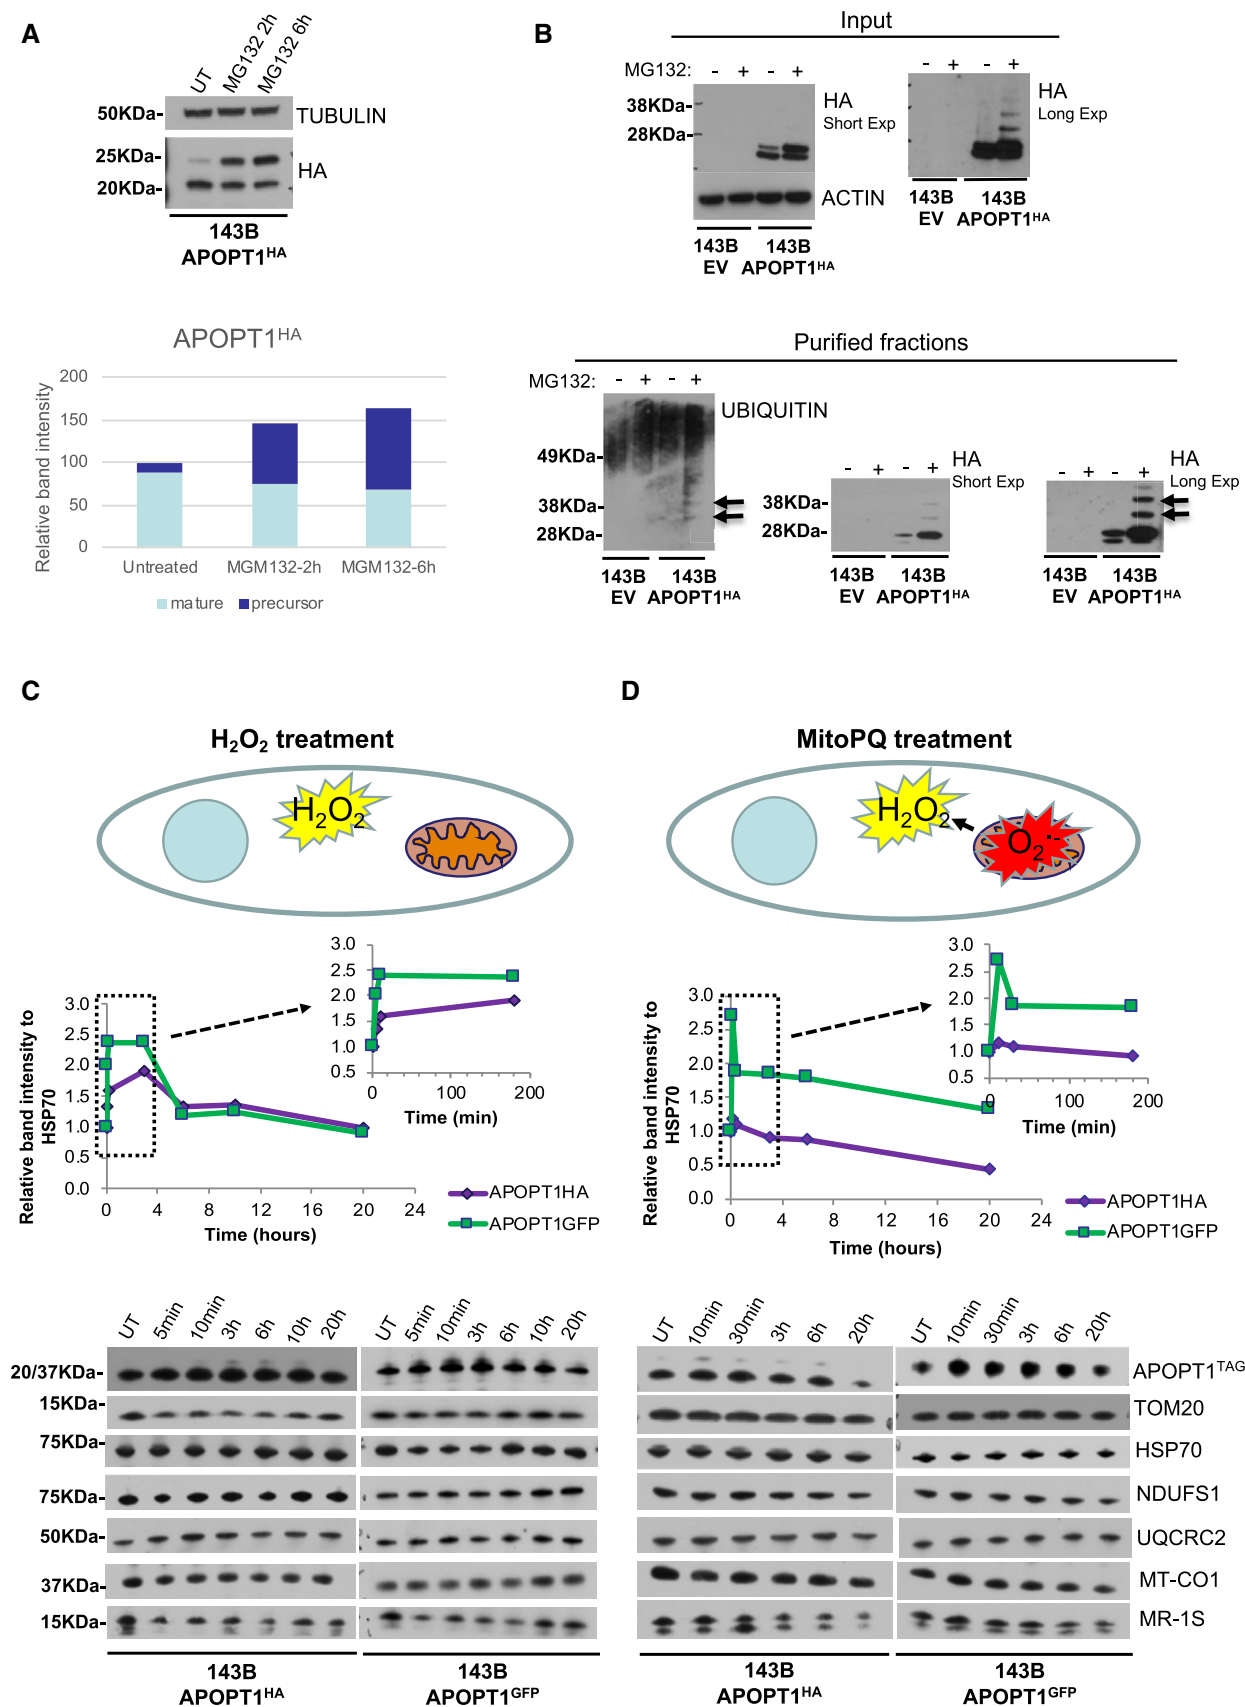 A
UT
MG132 2h
MG132 6h
50KDa-
TUBULIN
25KDa-
HA
20KDa-
143B
APOPT1HA
APOPT1HA
Relative band intensity
200
150
100
50
0
Untreated
MGM132-2h
MGM132-6h
mature
precursor
B
Input
MG132: - + - +
38KDa-
28KDa-
HA
Short Exp
ACTIN
143B
EV
143B
APOPT1HA
- + - +
HA
Long Exp
143B
EV
143B
APOPT1HA
Purified fractions
MG132: - + - +
UBIQUITIN
49KDa-
38KDa-
28KDa-
143B
EV
143B
APOPT1HA
- + - +
HA
Short Exp
38KDa-
28KDa-
143B
EV
143B
APOPT1HA
- + - +
HA
Long Exp
143B
EV
143B
APOPT1HA
C
H2O2 treatment
H2O2
Relative band intensity to
HSP70
3.0
2.5
2.0
1.5
1.0
0.5
0.0
0 4 8 12 16 20 24
Time (hours)
3.0
2.5
2.0
1.5
1.0
0.5
0 100 200
Time (min)
APOPT1HA
APOPT1GFP
UT 5min 10min 3h 6h 10h 20h
UT 5min 10min 3h 6h 10h 20h
20/37KDa-
15KDa-
75KDa-
75KDa-
50KDa-
37KDa-
15KDa-
143B
APOPT1HA
143B
APOPT1GFP
D
MitoPQ treatment
H2O2
O2·-
Relative band intensity to
HSP70
3.0
2.5
2.0
1.5
1.0
0.5
0.0
0 4 8 12 16 20 24
Time (hours)
3.0
2.5
2.0
1.5
1.0
0.5
0 100 200
Time (min)
APOPT1HA
APOPT1GFP
UT 10min 30min 3h 6h 20h
UT 10min 30min 3h 6h 20h
APOPT1TAG
TOM20
HSP70
NDUFS1
UQCRC2
MT-CO1
MR-1S
143B
APOPT1HA
143B
APOPT1GFP